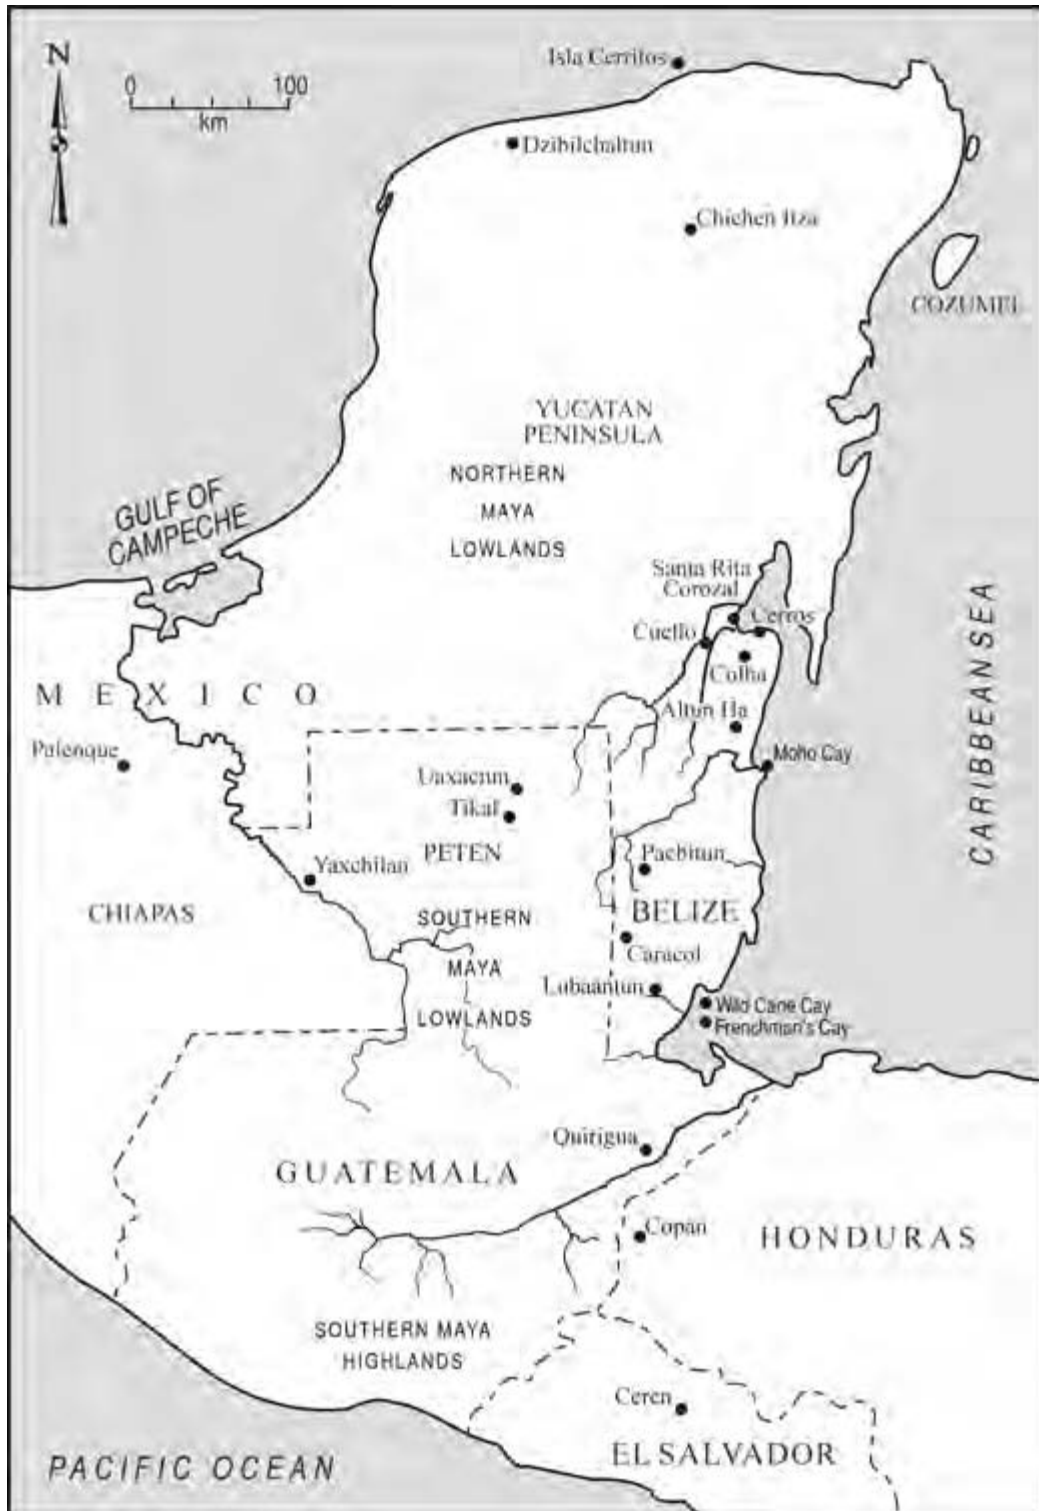 N
0 100
km
Isla Cerritos
Dzibilchaltun
Chichen Itza
COZUMEL
YUCATAN
PENINSULA
NORTHERN
MAYA
LOWLANDS
GULF OF
CAMPECHE
Santa Rita
Corozal
Cerros
Cuello
Colha
MEXICO
Altun Ha
Palenque
Moho Cay
Uaxactun
Tikal
CARIBBEAN SEA
PETEN
Pacbitun
Yaxchilan
CHIAPAS
BELIZE
SOUTHERN
MAYA
LOWLANDS
Caracol
Lubaantun
Wild Cane Cay
Frenchman's Cay
Quirigua
GUATEMALA
Copan
HONDURAS
SOUTHERN MAYA
HIGHLANDS
Ceren
EL SALVADOR
PACIFIC OCEAN